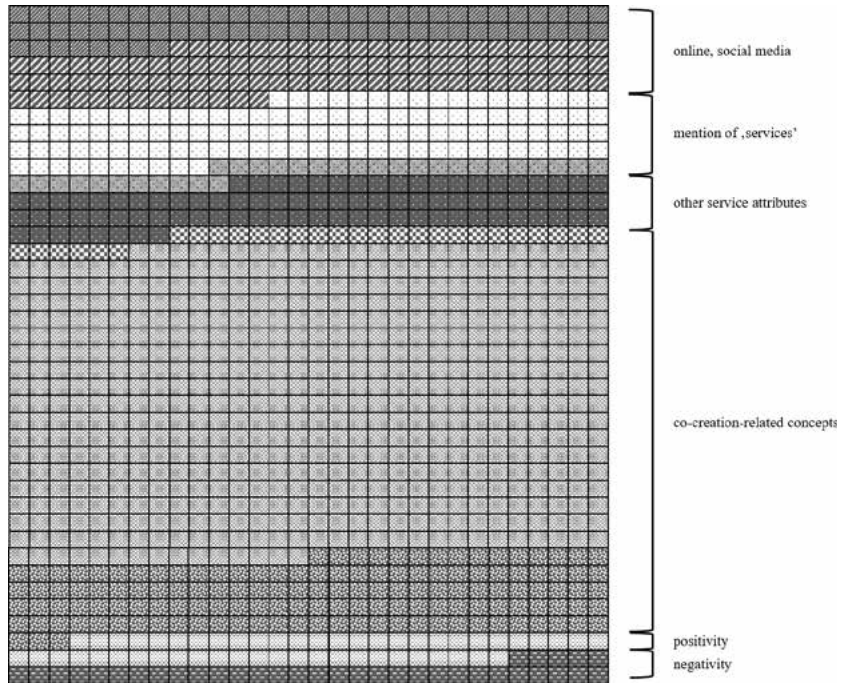 online, social media
mention of ‚services’
other service attributes
co-creation-related concepts
positivity
negativity